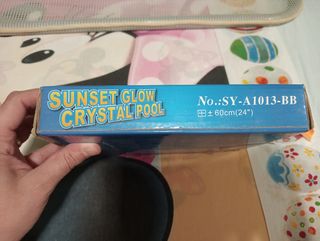 SUNSET GLOW
CRYSTAL POOL
No.:SY-A1013-BB
± 60cm(24")